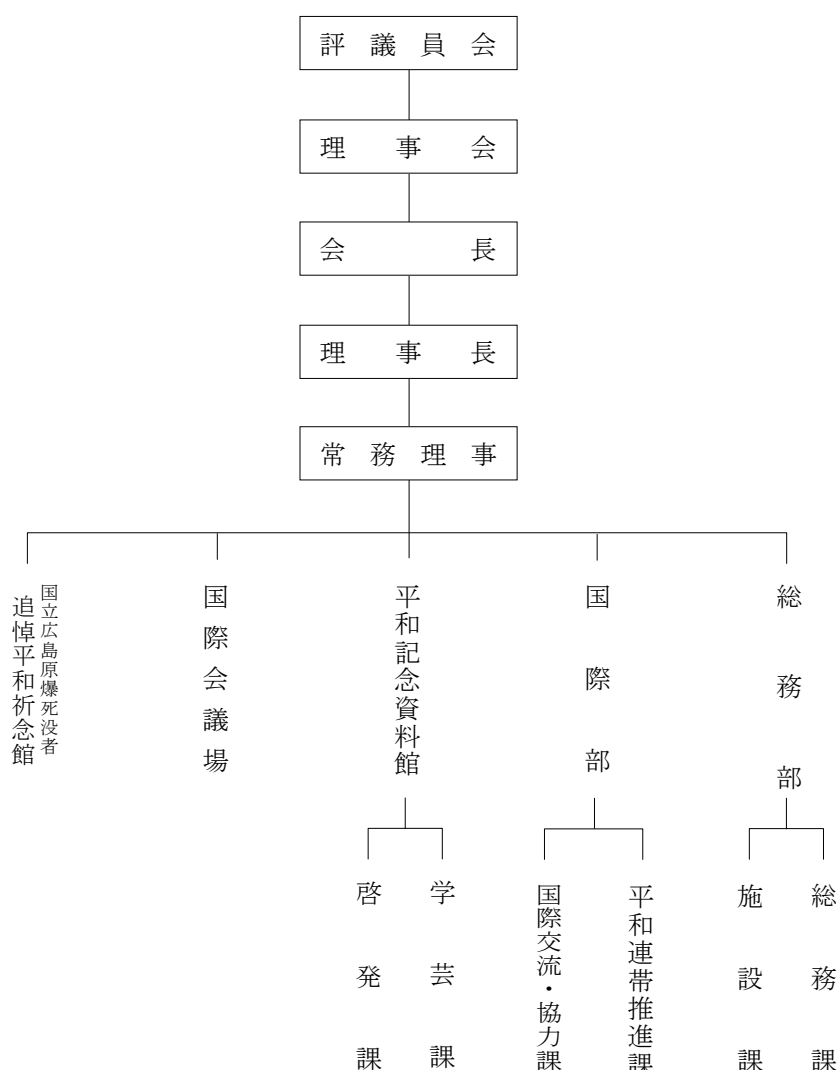 評議員会
理事会
会長
理事長
常務理事
総務部
国際部
平和記念資料館
国際会議場
国立広島原爆死没者
追悼平和祈念館
総務課
施設課
平和連帯推進課
国際交流・協力課
学芸課
啓発課